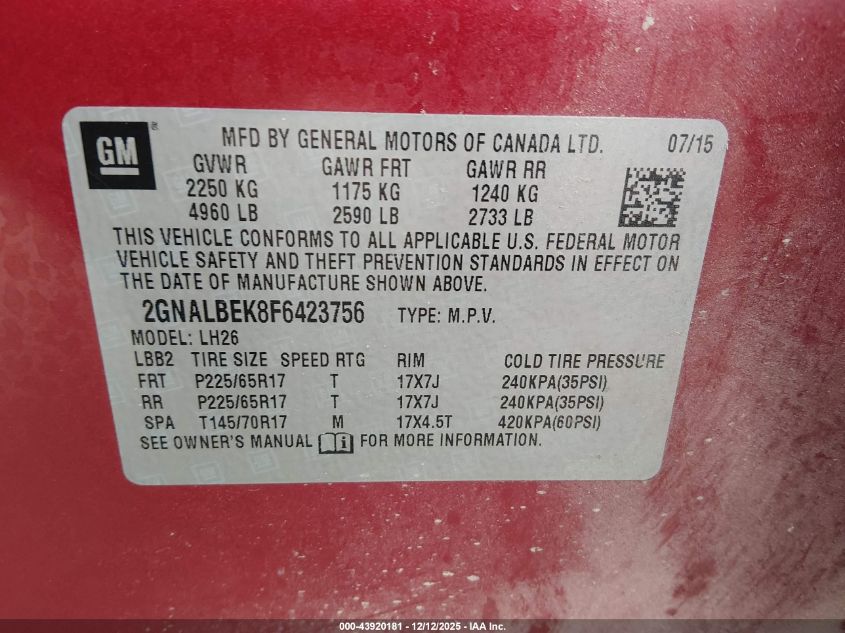 GM
MFD BY GENERAL MOTORS OF CANADA LTD. 07/15
GVWR GAWR FRT GAWR RR
2250 KG 1175 KG 1240 KG
4960 LB 2590 LB 2733 LB
THIS VEHICLE CONFORMS TO ALL APPLICABLE U.S. FEDERAL MOTOR
VEHICLE SAFETY AND THEFT PREVENTION STANDARDS IN EFFECT ON
THE DATE OF MANUFACTURE SHOWN ABOVE.
2GNALBEK8F6423756 TYPE: M.P.V.
MODEL: LH26
LBB2 TIRE SIZE SPEED RTG RIM COLD TIRE PRESSURE
FRT P225/65R17 T 17X7J 240KPA(35PSI)
RR P225/65R17 T 17X7J 240KPA(35PSI)
SPA T145/70R17 M 17X4.5T 420KPA(60PSI)
SEE OWNER'S MANUAL FOR MORE INFORMATION.
000-43920181 - 12/12/2025 - IAA Inc.